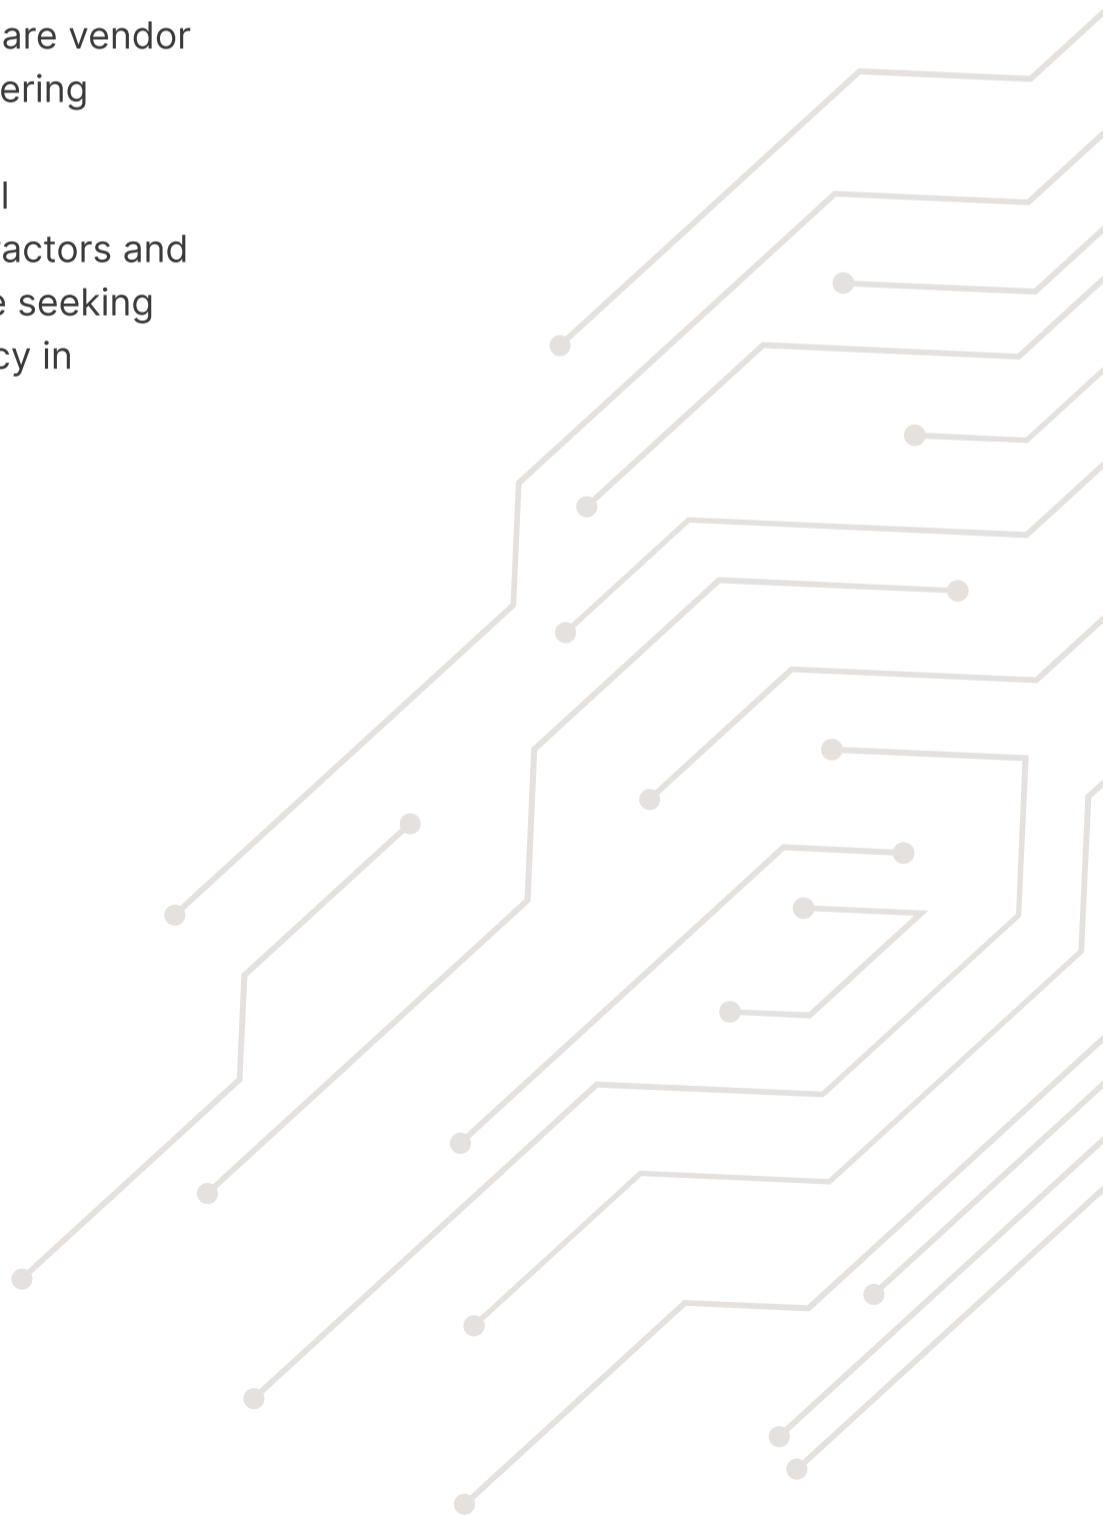 are vendor
ering
l
actors and
e seeking
cy in